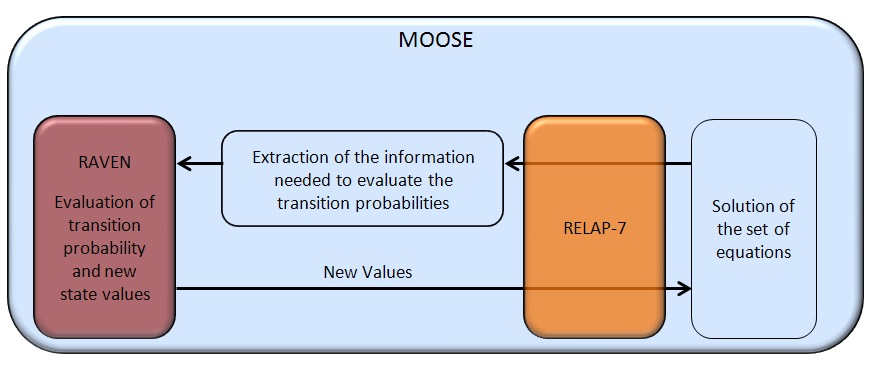 MOOSE
RAVEN
Evaluation of
transition
probability
and new
state values
Extraction of the information
needed to evaluate the
transition probabilities
New Values
RELAP-7
Solution of
the set of
equations